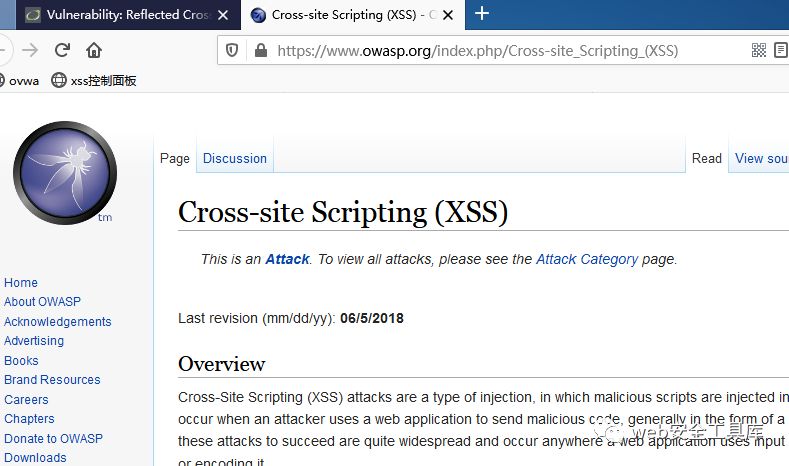 Vulnerability: Reflected Cros
Cross-site Scripting (XSS) - O
https://www.owasp.org/index.php/Cross-site_Scripting_(XSS)
ovwa
xss控制面板
tm
Page
Discussion
Read
View sou
Cross-site Scripting (XSS)
This is an Attack. To view all attacks, please see the Attack Category page.
Last revision (mm/dd/yy): 06/5/2018
Home
About OWASP
Acknowledgements
Advertising
Books
Brand Resources
Careers
Chapters
Donate to OWASP
Downloads
Overview
Cross-Site Scripting (XSS) attacks are a type of injection, in which malicious scripts are injected in
occur when an attacker uses a web application to send malicious code, generally in the form of a
these attacks to succeed are quite widespread and occur anywhere a web application uses input
or encoding it
web安全工具库